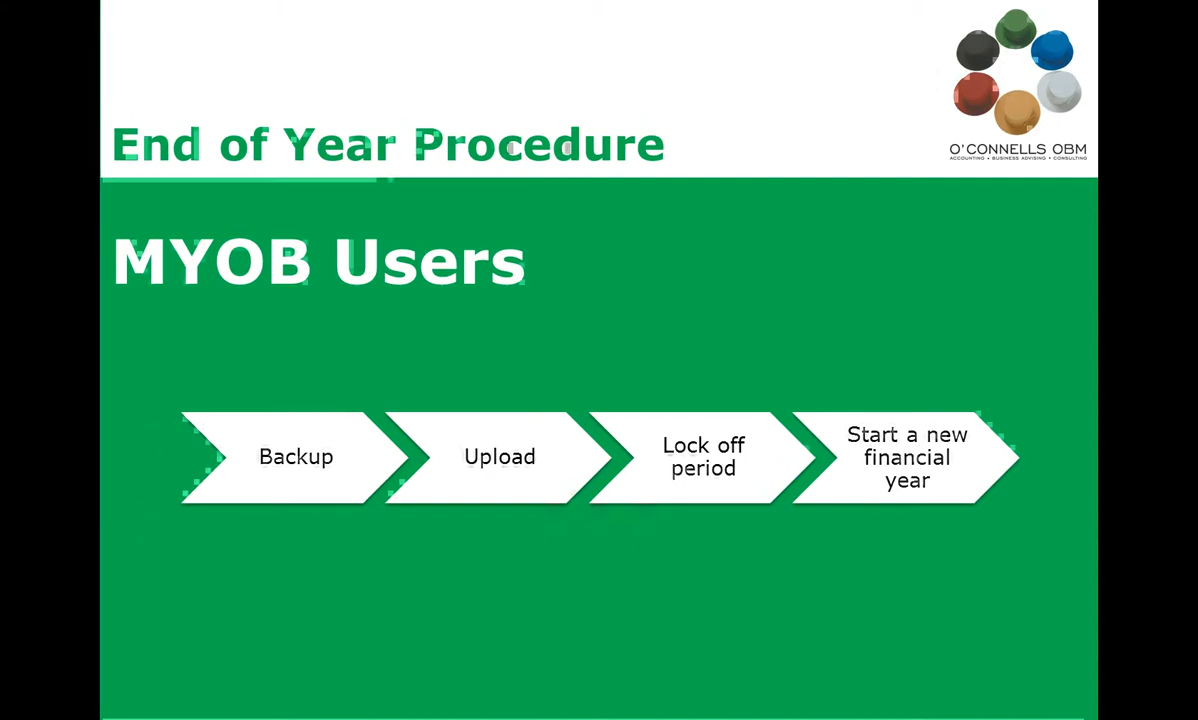 O'CONNELLS OBM
ACCOUNTING • BUSINESS ADVISING • CONSULTING
End of Year Procedure
MYOB Users
Backup
Upload
Lock off
period
Start a new
financial
year